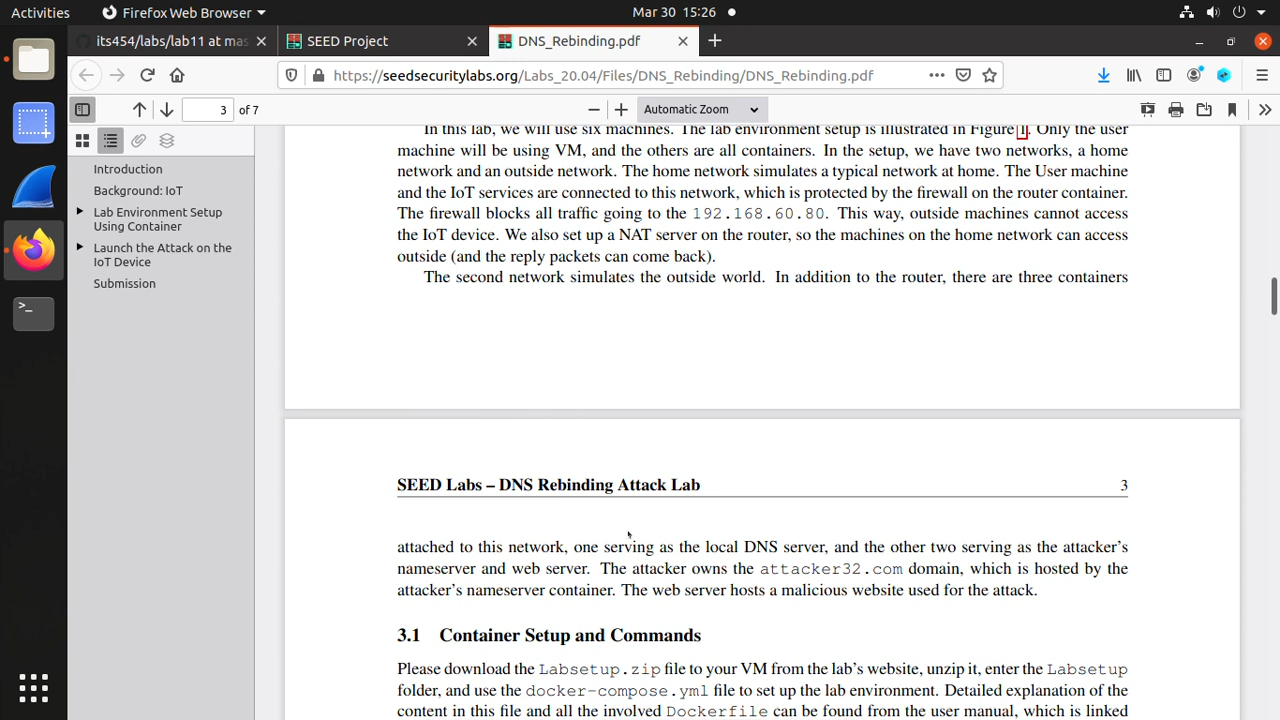 Activities
Firefox Web Browser
Mar 30 15:26
its454/labs/lab11 at mas
SEED Project
DNS_Rebinding.pdf
https://seedsecuritylabs.org/Labs_20.04/Files/DNS_Rebinding/DNS_Rebinding.pdf
3 of 7
Automatic Zoom
Introduction
Background: IoT
Lab Environment Setup
Using Container
Launch the Attack on the
IoT Device
Submission
In this lab, we will use six machines. The lab environment setup is illustrated in Figure 1. Only the user
machine will be using VM, and the others are all containers. In the setup, we have two networks, a home
network and an outside network. The home network simulates a typical network at home. The User machine
and the IoT services are connected to this network, which is protected by the firewall on the router container.
The firewall blocks all traffic going to the 192.168.60.80. This way, outside machines cannot access
the IoT device. We also set up a NAT server on the router, so the machines on the home network can access
outside (and the reply packets can come back).
The second network simulates the outside world. In addition to the router, there are three containers
SEED Labs – DNS Rebinding Attack Lab 3
attached to this network, one serving as the local DNS server, and the other two serving as the attacker's
nameserver and web server. The attacker owns the attacker32.com domain, which is hosted by the
attacker's nameserver container. The web server hosts a malicious website used for the attack.
3.1 Container Setup and Commands
Please download the Labsetup.zip file to your VM from the lab's website, unzip it, enter the Labsetup
folder, and use the docker-compose.yml file to set up the lab environment. Detailed explanation of the
content in this file and all the involved Dockerfile can be found from the user manual, which is linked